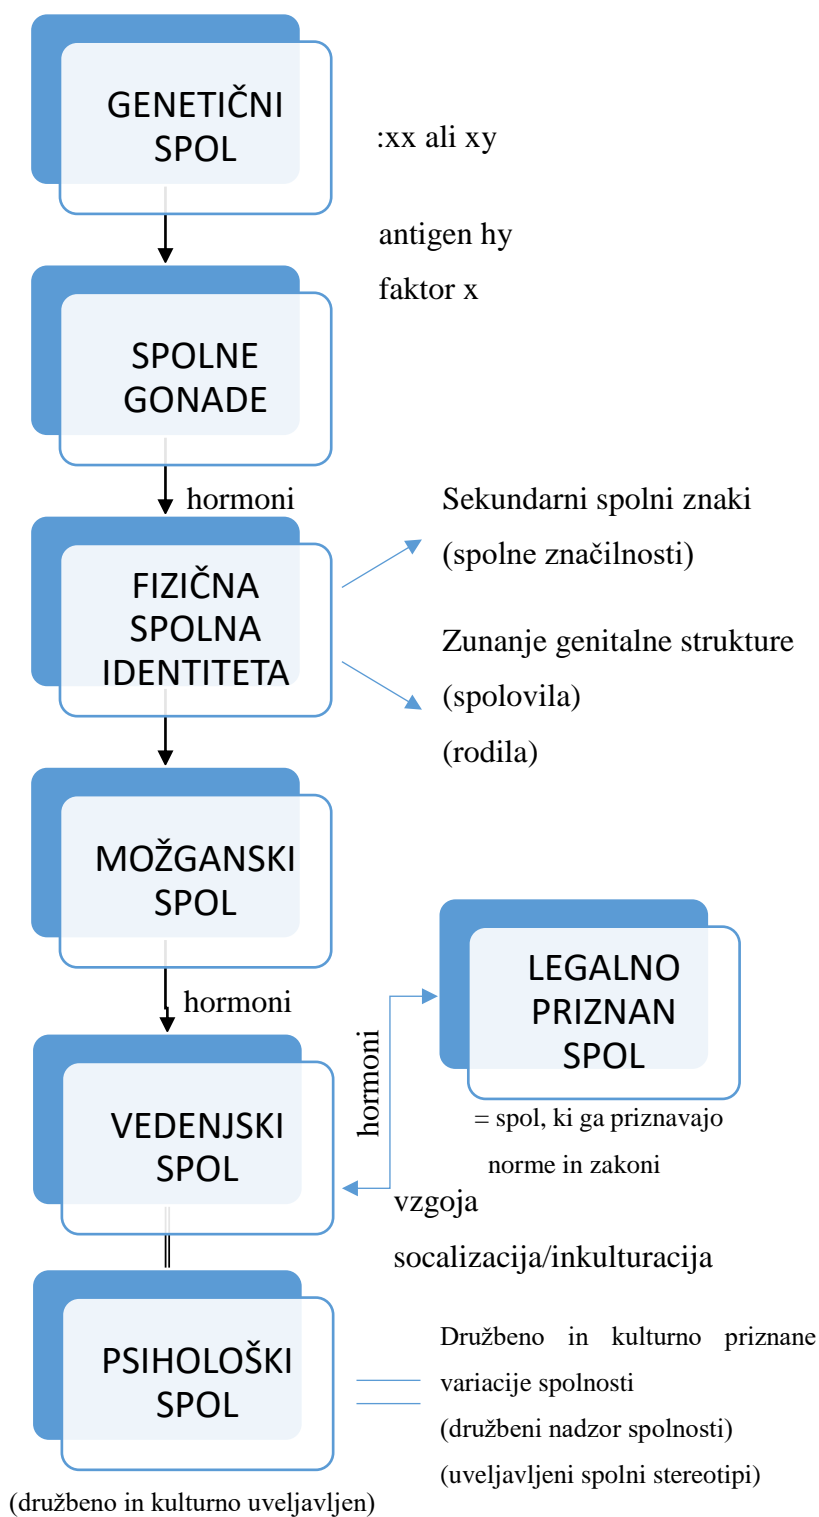 GENETIČNI
SPOL
:xx ali xy
antigen hy
faktor x
SPOLNE
GONADE
hormoni
Sekundarni spolni znaki
(spolne značilnosti)
FIZIČNA
SPOLNA
IDENTITETA
Zunanje genitalne strukture
(spolovila)
(rodila)
MOŽGANSKI
SPOL
hormoni
LEGALNO
PRIZNAN
SPOL
hormoni
= spol, ki ga priznavajo
norme in zakoni
VEDENJSKI
SPOL
vzgoja
socalizacija/inkulturacija
PSIHOLOŠKI
SPOL
Družbeno in kulturno priznane
variacije spolnosti
(družbeni nadzor spolnosti)
(uveljavljeni spolni stereotipi)
(družbeno in kulturno uveljavljen)